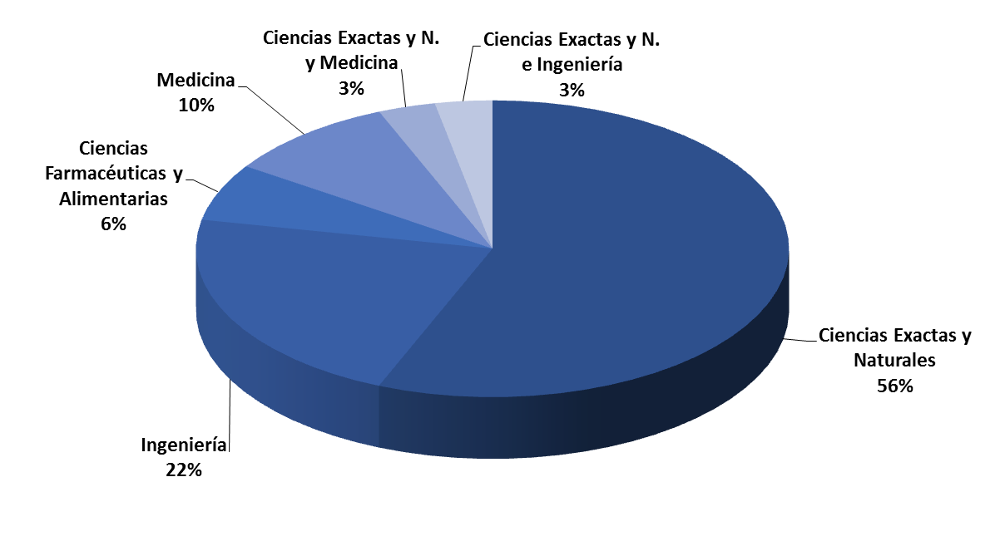 Ciencias Exactas y N.
y Medicina
3%
Ciencias Exactas y N.
e Ingeniería
3%
Medicina
10%
Ciencias
Farmacéuticas y
Alimentarias
6%
Ciencias Exactas y
Naturales
56%
Ingeniería
22%